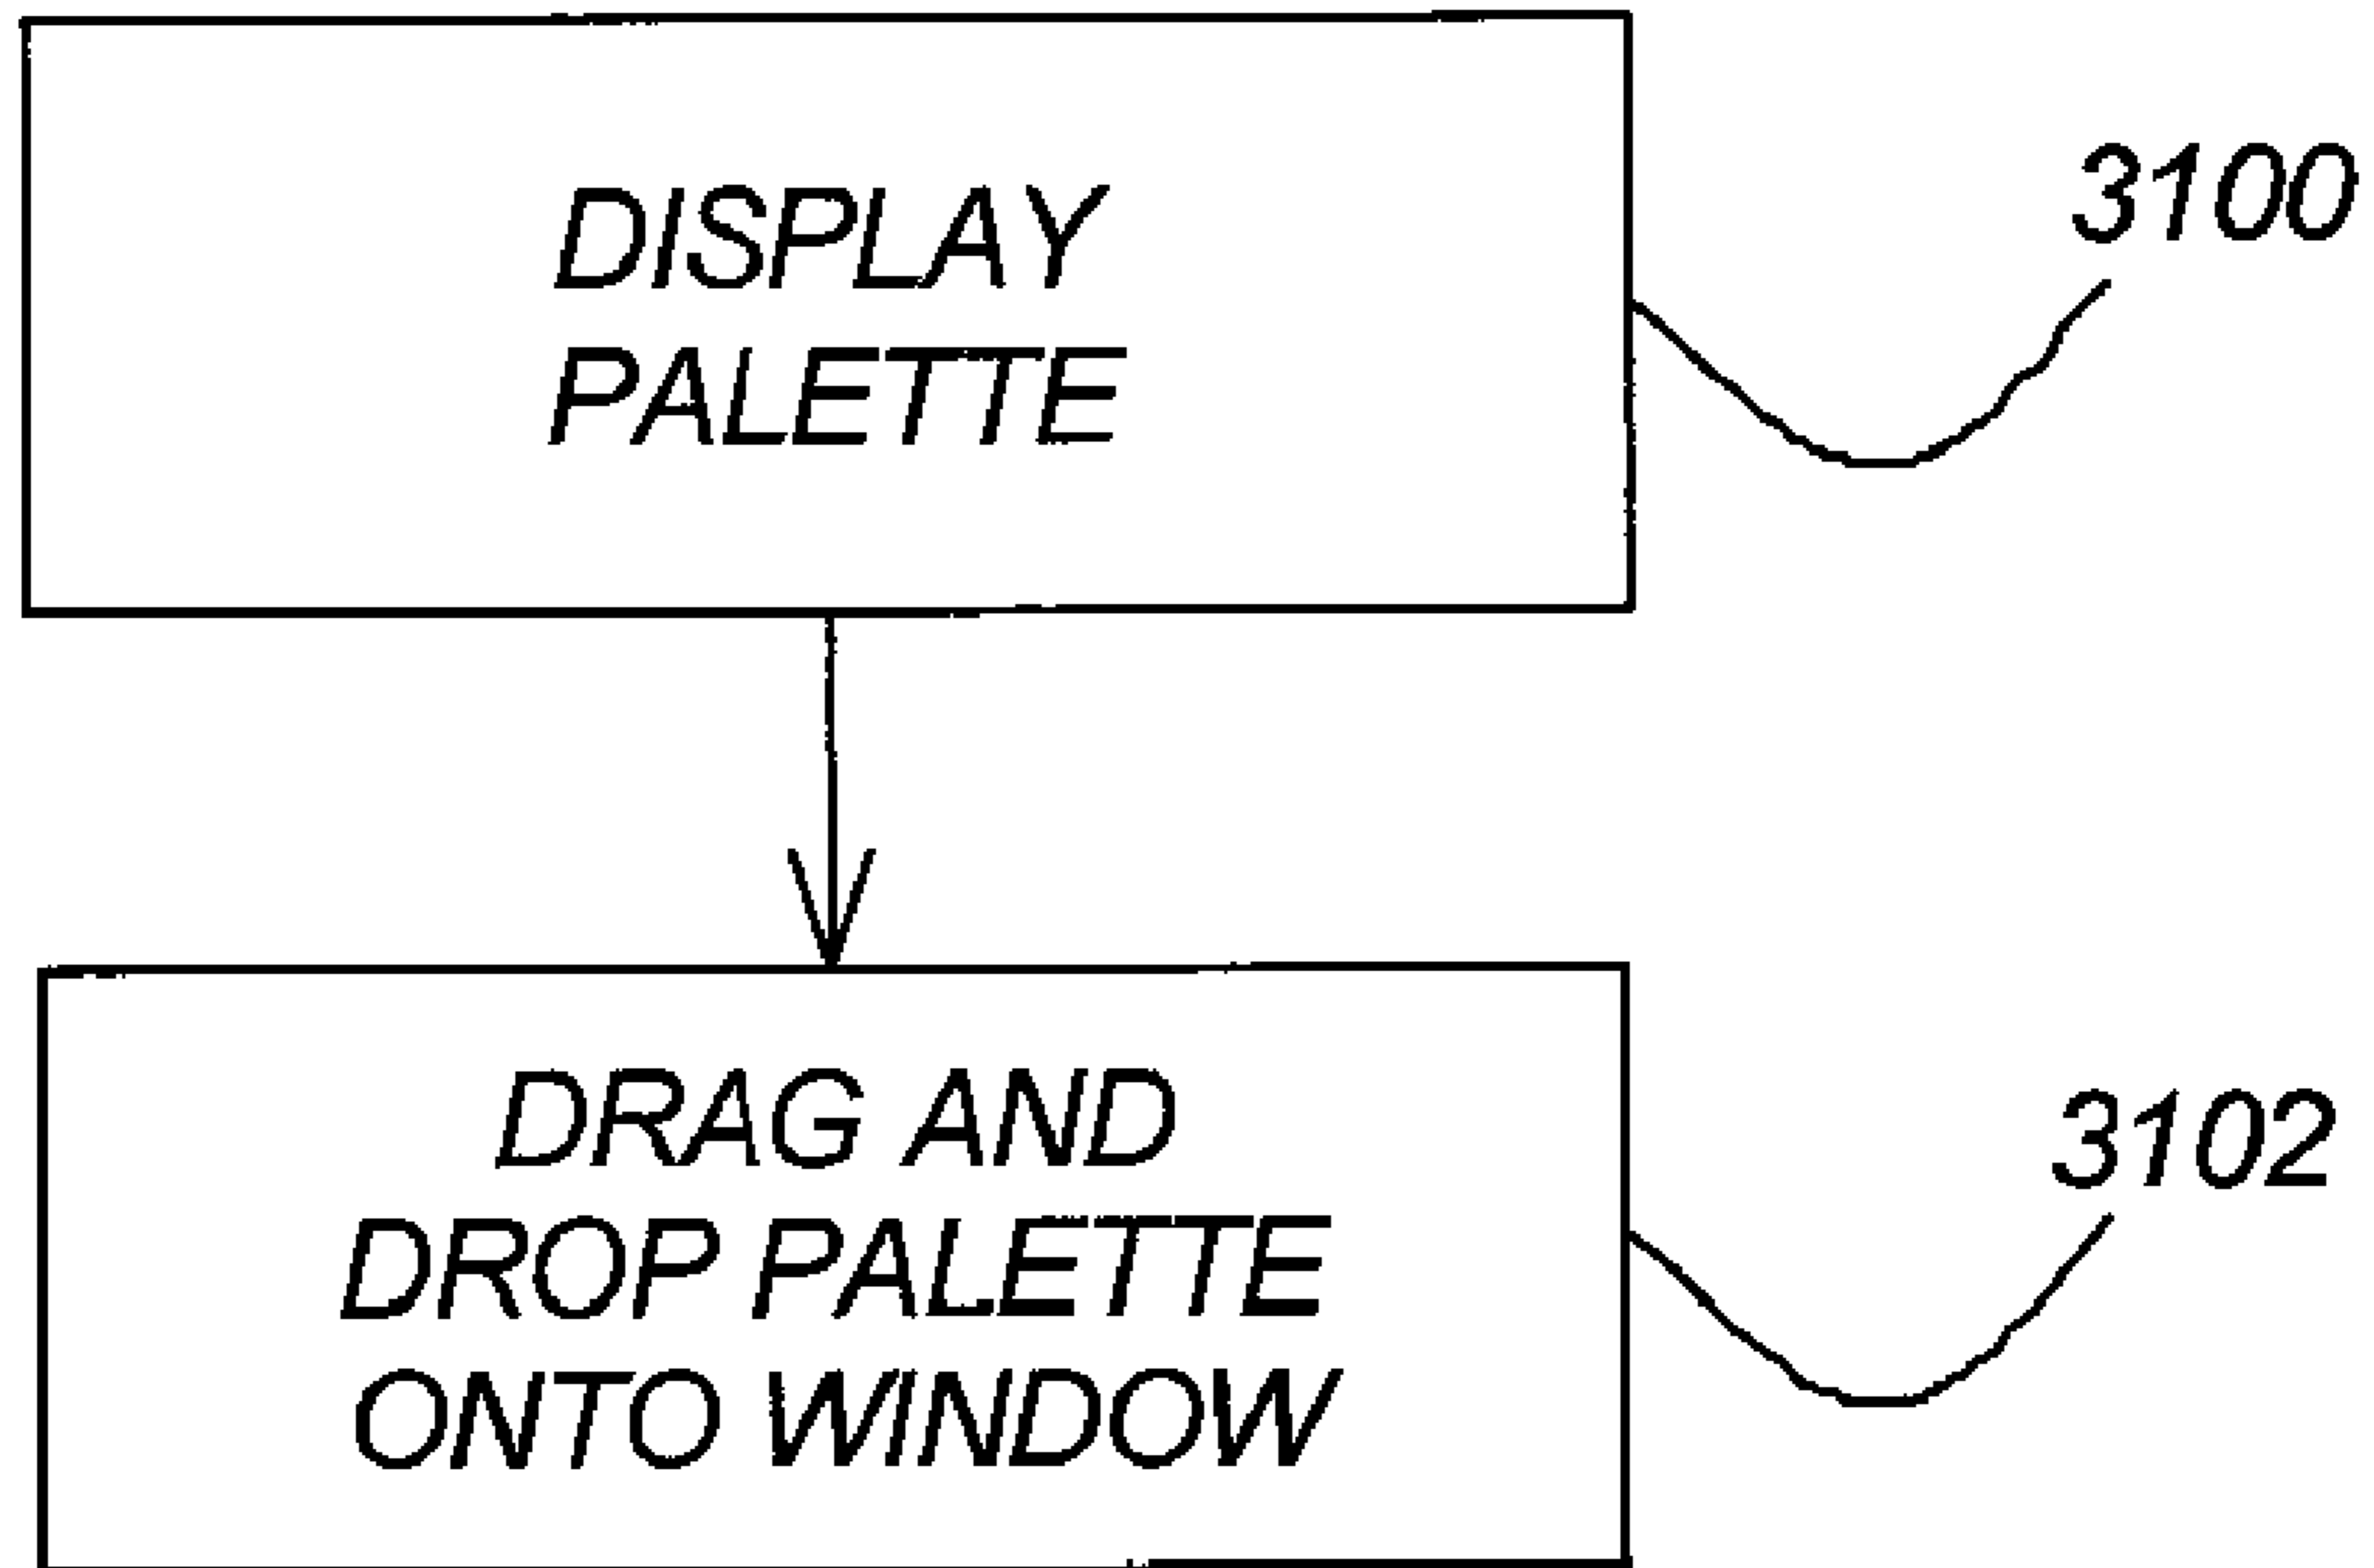 DISPLAY
PALETTE
3100
DRAG AND
DROP PALETTE
ONTO WINDOW
3102